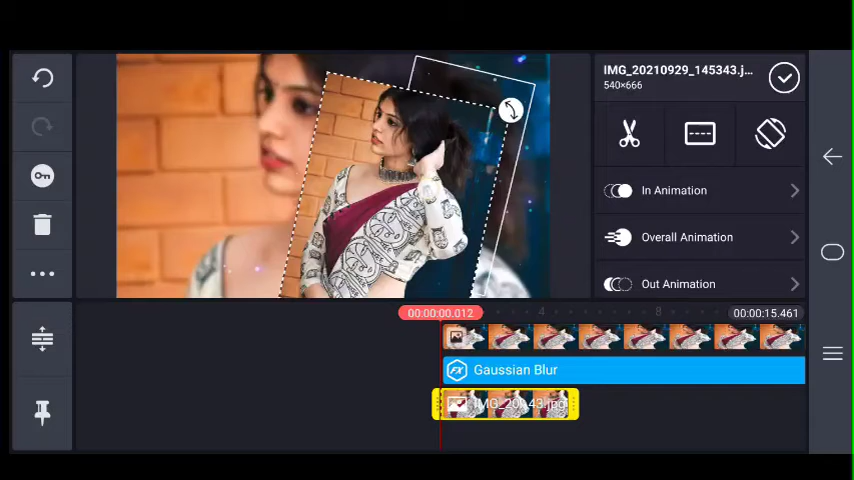 IMG_20210929_145343.j...
540×666
In Animation
Overall Animation
Out Animation
00:00:00.012
4
8
00:00:15.461
FX Gaussian Blur